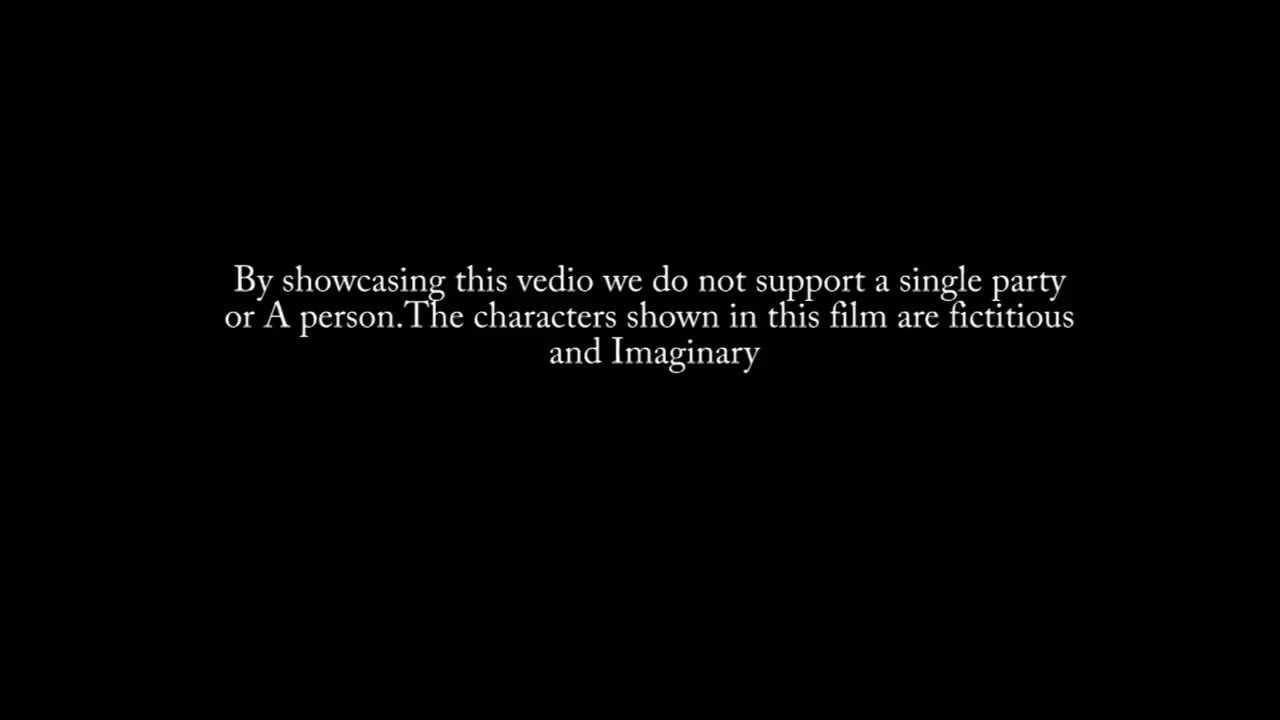 By showcasing this vedio we do not support a single party
or A person.The characters shown in this film are fictitious
and Imaginary